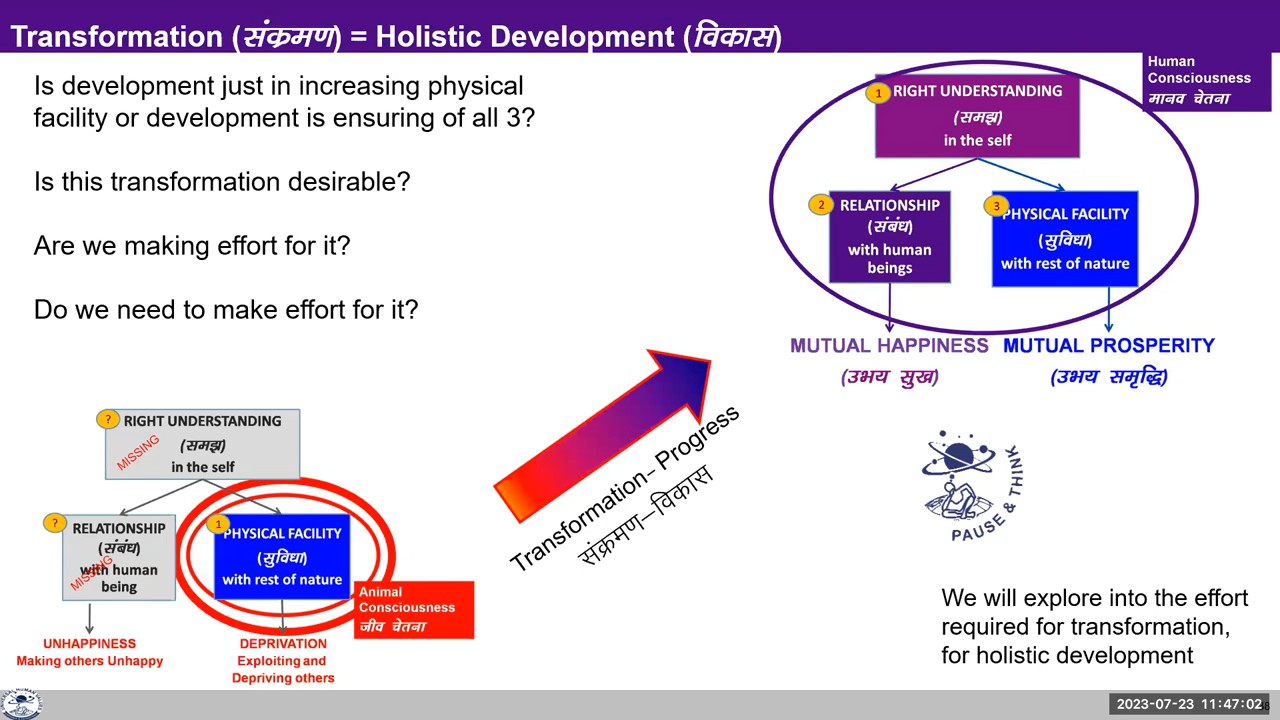 Transformation (संक्रमण) = Holistic Development (विकास)
Is development just in increasing physical
facility or development is ensuring of all 3?
Is this transformation desirable?
Are we making effort for it?
Do we need to make effort for it?
Human
Consciousness
मानव चेतना
1
RIGHT UNDERSTANDING
(समझ)
in the self
2
RELATIONSHIP
(संबंध)
with human
beings
3
PHYSICAL FACILITY
(सुविधा)
with rest of nature
MUTUAL HAPPINESS
(उभय सुख)
MUTUAL PROSPERITY
(उभय समृद्धि)
Transformation– Progress
संक्रमण–विकास
?
RIGHT UNDERSTANDING
(समझ)
in the self
MISSING
?
RELATIONSHIP
(संबंध)
with human
being
MISSING
1
PHYSICAL FACILITY
(सुविधा)
with rest of nature
Animal
Consciousness
जीव चेतना
UNHAPPINESS
Making others Unhappy
DEPRIVATION
Exploiting and
Depriving others
PAUSE & THINK
We will explore into the effort
required for transformation,
for holistic development
2023-07-23 11:47:02